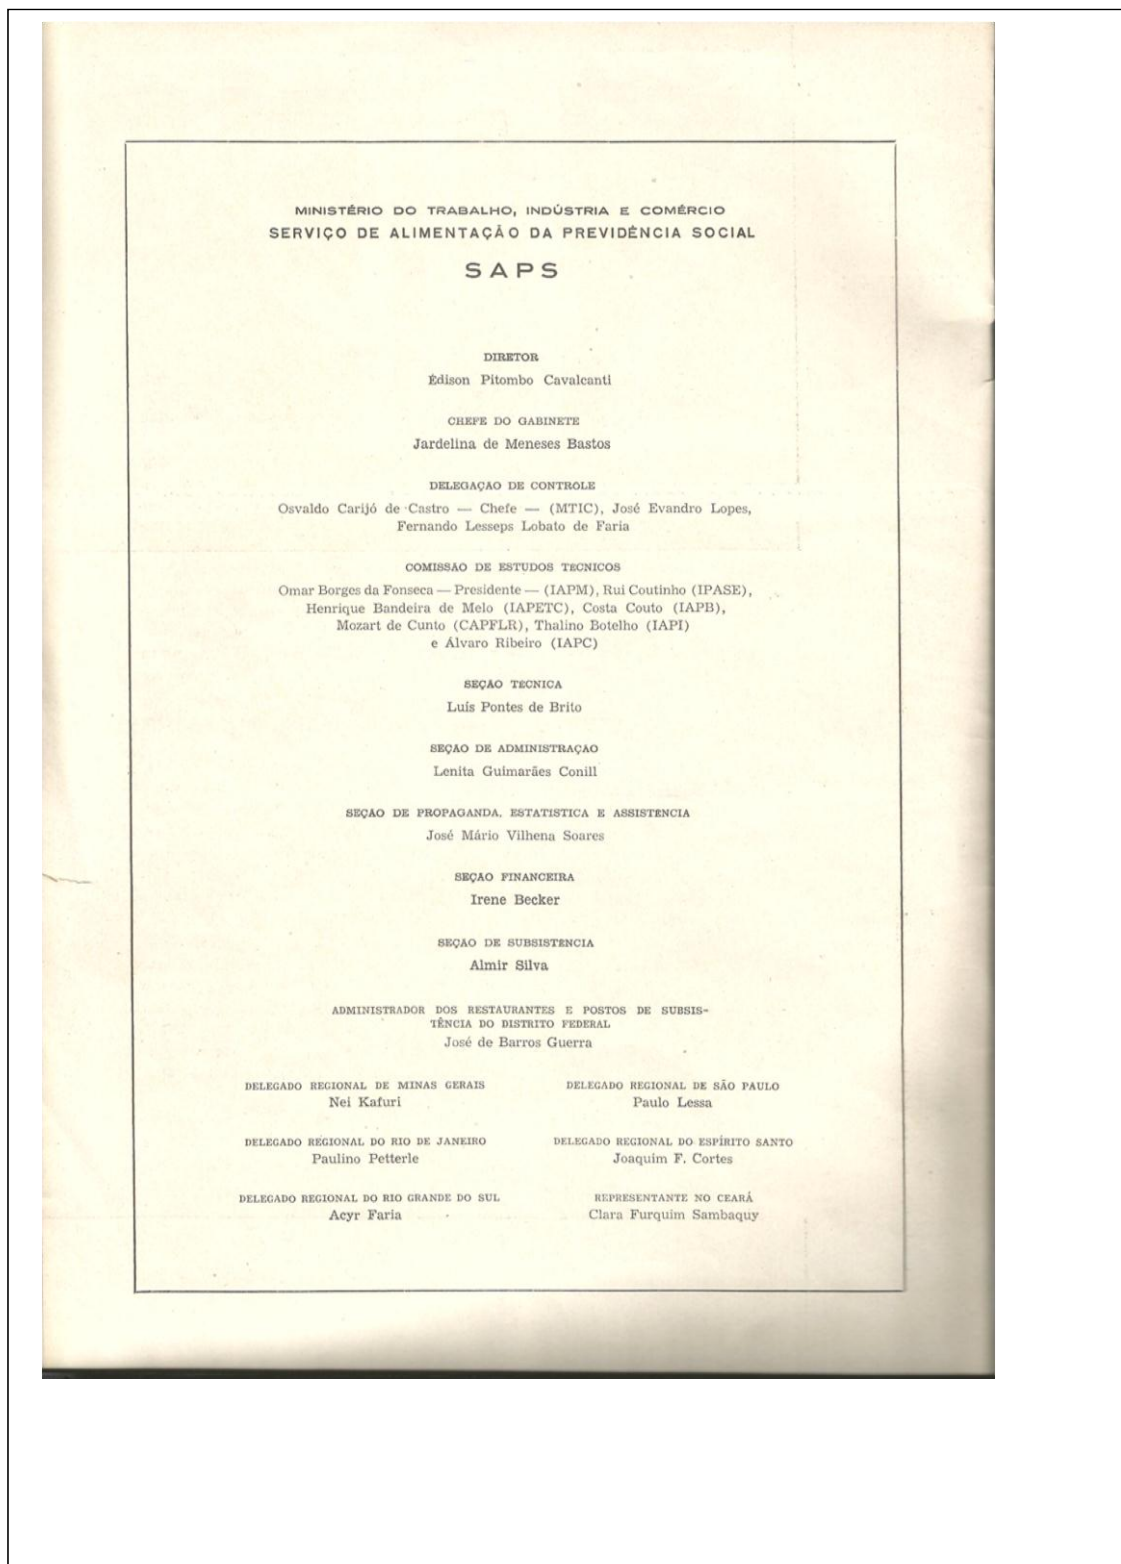 MINISTÉRIO DO TRABALHO, INDÚSTRIA E COMÉRCIO
SERVIÇO DE ALIMENTAÇÃO DA PREVIDÊNCIA SOCIAL
SAPS
DIRETOR
Édison Pitombo Cavalcanti
CHEFE DO GABINETE
Jardelina de Meneses Bastos
DELEGAÇAO DE CONTROLE
Osvaldo Carijó de Castro — Chefe — (MTIC), José Evandro Lopes,
Fernando Lesseps Lobato de Faria
COMISSAO DE ESTUDOS TECNICOS
Omar Borges da Fonseca — Presidente — (IAPM), Rui Coutinho (IPASE),
Henrique Bandeira de Melo (IAPETC), Costa Couto (IAPB),
Mozart de Cunto (CAPFLR), Thalino Botelho (IAPI)
e Álvaro Ribeiro (IAPC)
SEÇAO TECNICA
Luís Pontes de Brito
SEÇAO DE ADMINISTRAÇAO
Lenita Guimarães Conill
SEÇAO DE PROPAGANDA, ESTATISTICA E ASSISTENCIA
José Mário Vilhena Soares
SEÇAO FINANCEIRA
Irene Becker
SEÇAO DE SUBSISTENCIA
Almir Silva
ADMINISTRADOR DOS RESTAURANTES E POSTOS DE SUBSIS-
TÊNCIA DO DISTRITO FEDERAL
José de Barros Guerra
DELEGADO REGIONAL DE MINAS GERAIS
Nei Kafuri
DELEGADO REGIONAL DE SÃO PAULO
Paulo Lessa
DELEGADO REGIONAL DO RIO DE JANEIRO
Paulino Petterle
DELEGADO REGIONAL DO ESPÍRITO SANTO
Joaquim F. Cortes
DELEGADO REGIONAL DO RIO GRANDE DO SUL
Acyr Faria
REPRESENTANTE NO CEARÁ
Clara Furquim Sambaquy